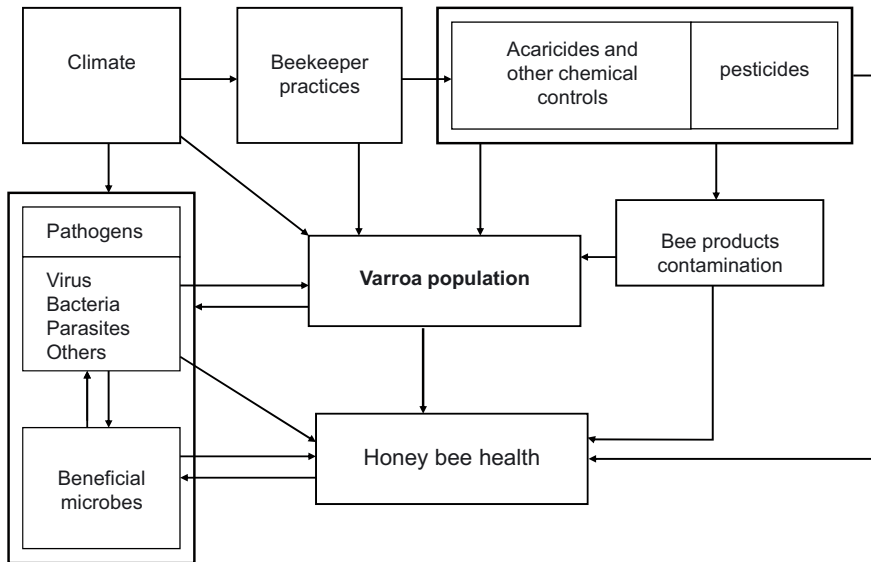 Climate
Beekeeper
practices
Acaricides and
other chemical
controls
pesticides
Pathogens
Virus
Bacteria
Parasites
Others
Varroa population
Bee products
contamination
Beneficial
microbes
Honey bee health